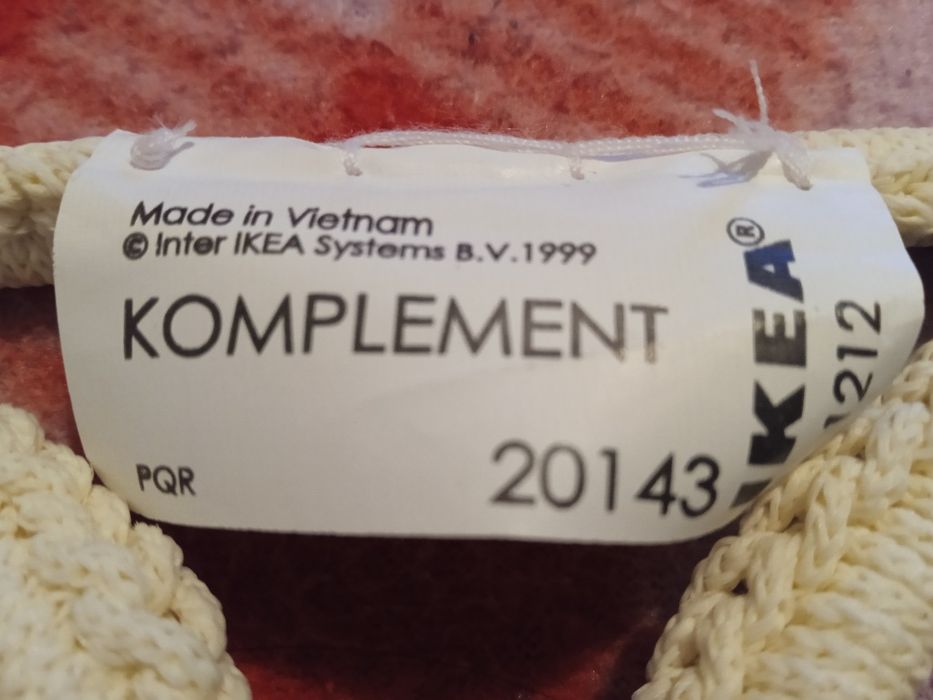 Made in Vietnam
© Inter IKEA Systems B.V.1999
KOMPLEMENT
PQR
20143
IKEA®
1212